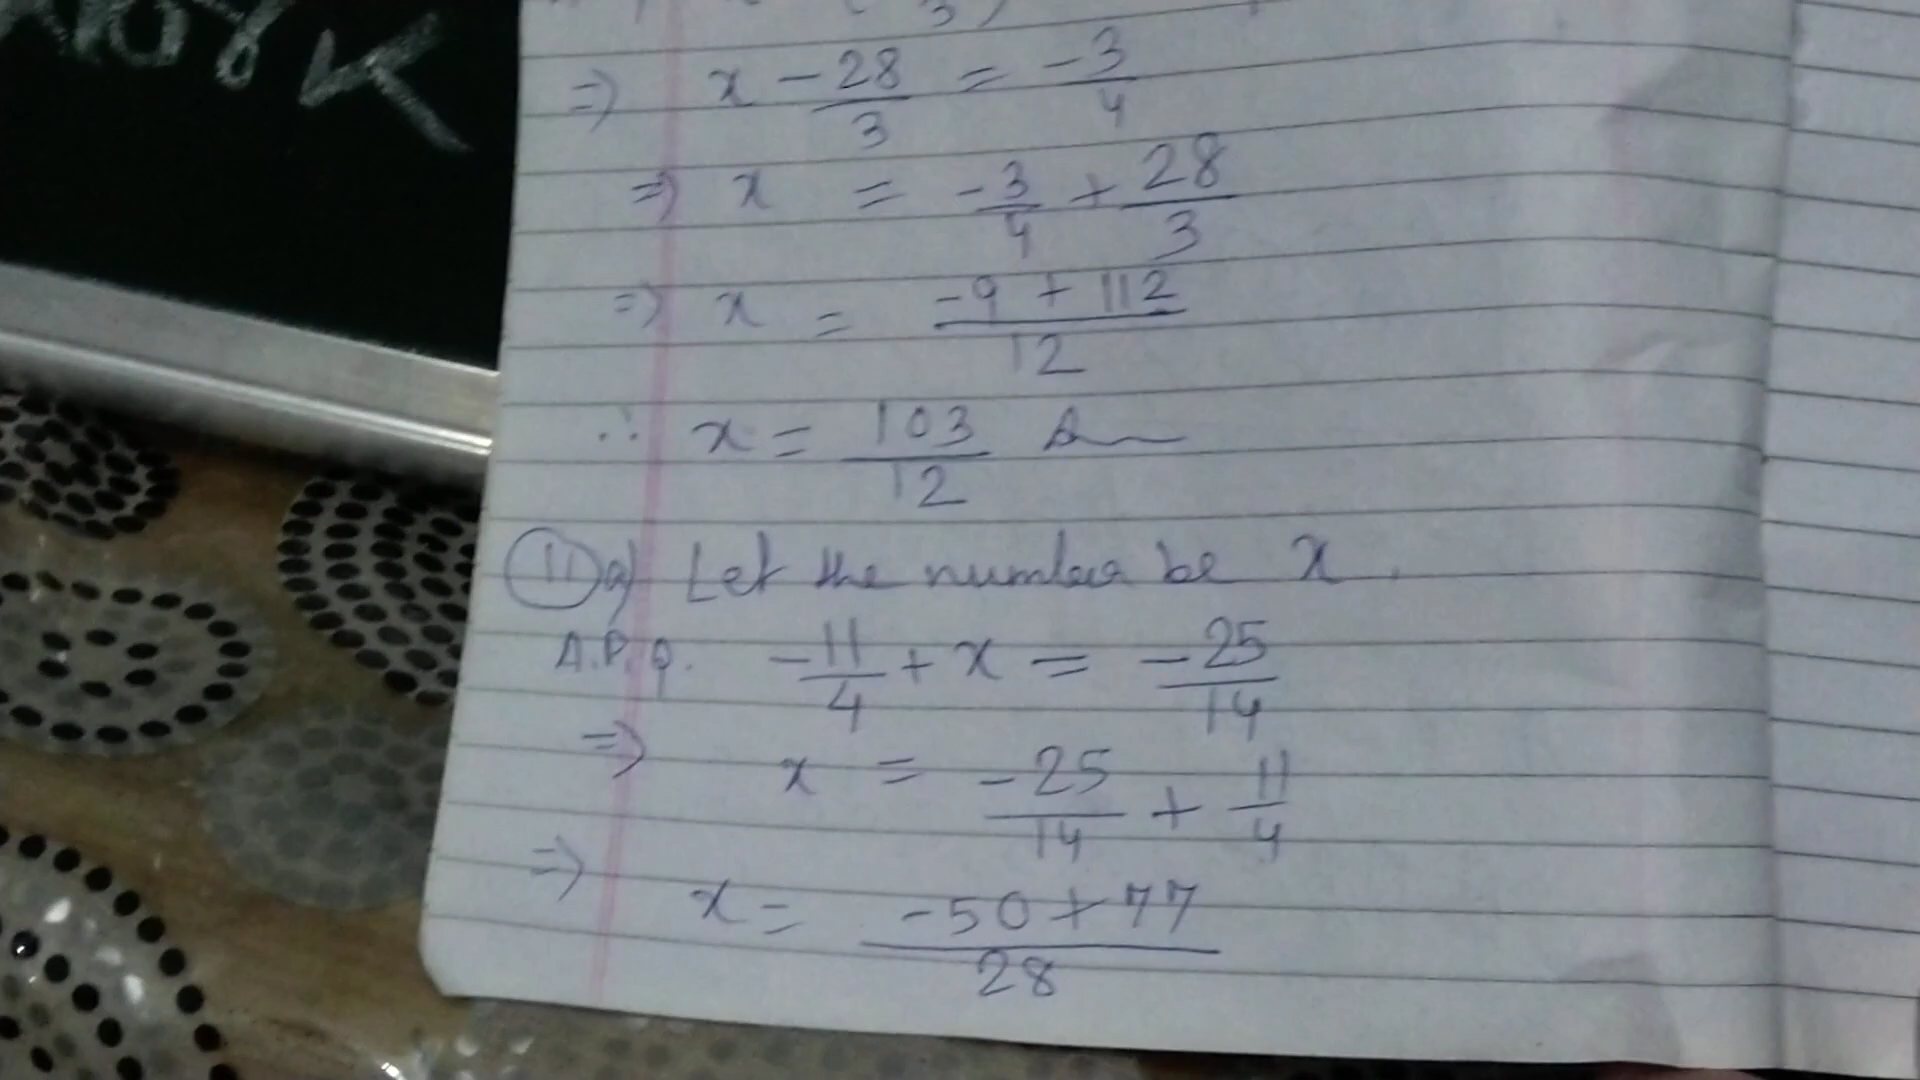 ⇒ x - 28/3 = -3/4
⇒ x = -3/4 + 28/3
⇒ x = (-9 + 112)/12
∴ x = 103/12
11 a) Let the number be x.
A.P.Q. -11/4 + x = -25/14
⇒ x = -25/14 + 11/4
⇒ x = (-50 + 77)/28